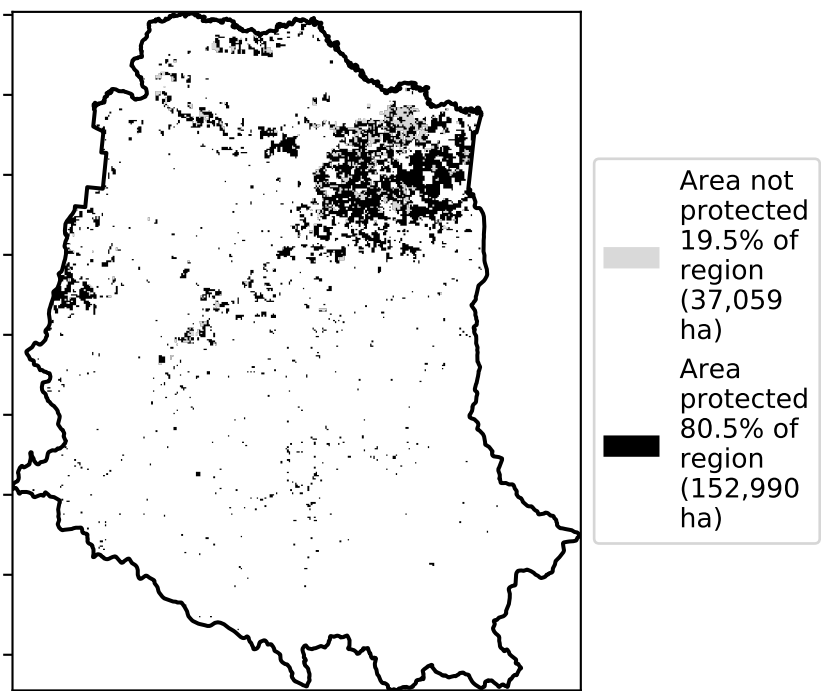 Area not
protected
19.5% of
region
(37,059
ha)
Area
protected
80.5% of
region
(152,990
ha)